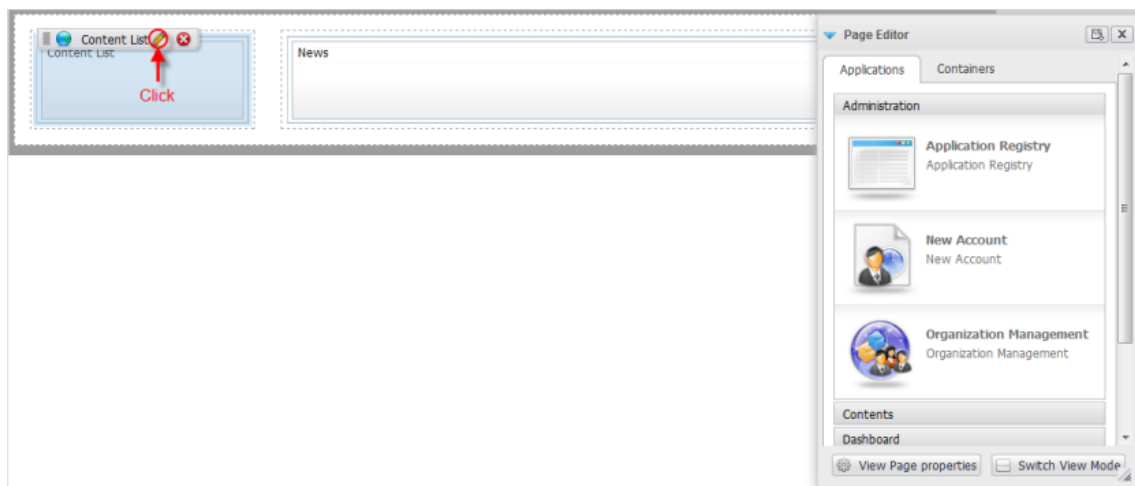 Content List
Content List
Click
News
Page Editor
Applications
Containers
Administration
Application Registry
Application Registry
New Account
New Account
Organization Management
Organization Management
Contents
Dashboard
View Page properties
Switch View Mode